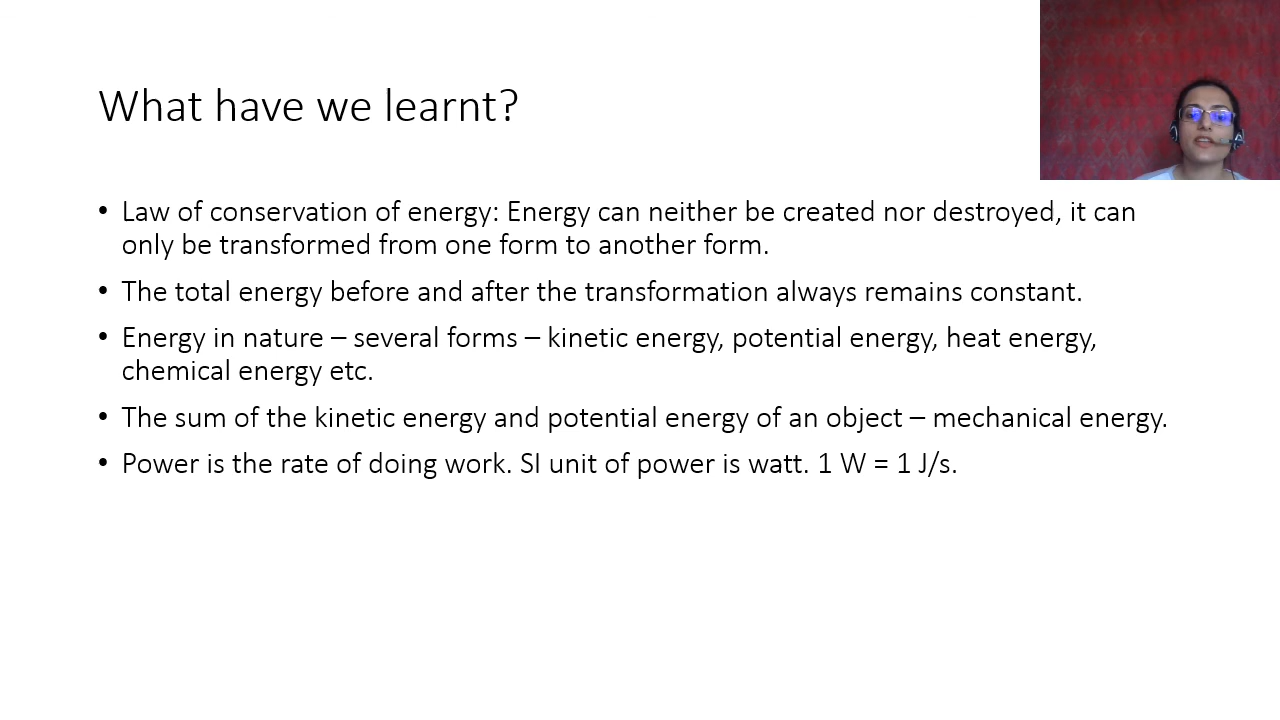 What have we learnt?
• Law of conservation of energy: Energy can neither be created nor destroyed, it can
only be transformed from one form to another form.
• The total energy before and after the transformation always remains constant.
• Energy in nature – several forms – kinetic energy, potential energy, heat energy,
chemical energy etc.
• The sum of the kinetic energy and potential energy of an object – mechanical energy.
• Power is the rate of doing work. SI unit of power is watt. 1 W = 1 J/s.